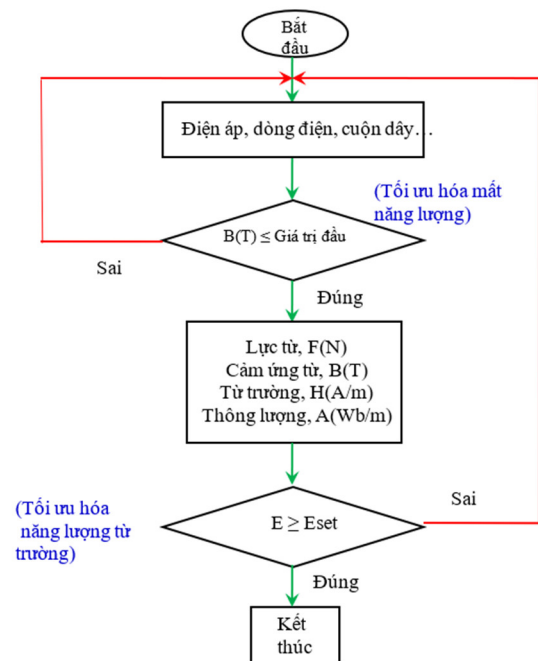 Bắt
đầu
Điện áp, dòng điện, cuộn dây…
(Tối ưu hóa mất
năng lượng)
B(T) ≤ Giá trị đầu
Sai
Đúng
Lực từ, F(N)
Cảm ứng từ, B(T)
Từ trường, H(A/m)
Thông lượng, A(Wb/m)
(Tối ưu hóa
năng lượng từ
trường)
E ≥ Eset
Sai
Đúng
Kết
thúc